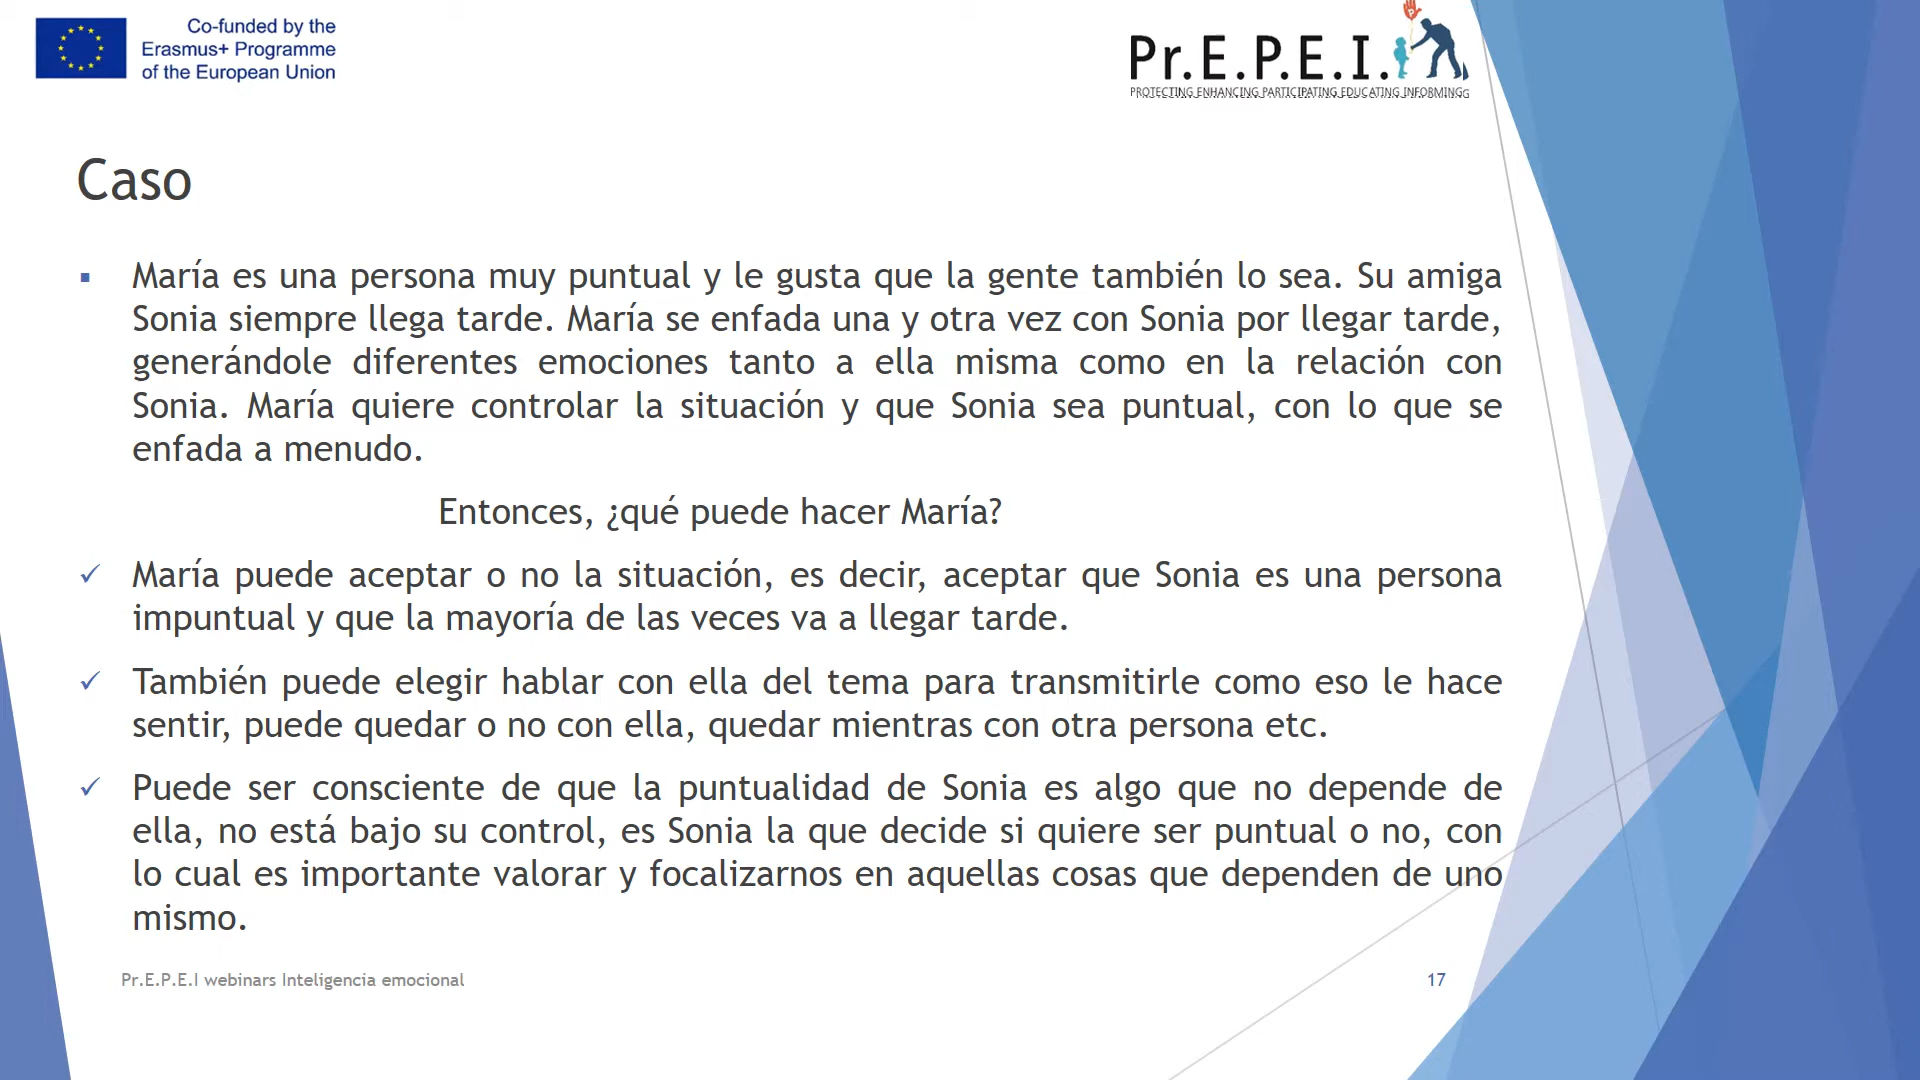 Co-funded by the
Erasmus+ Programme
of the European Union
Pr.E.P.E.I.
PROTECTING ENHANCING PARTICIPATING EDUCATING INFORMING
Caso
María es una persona muy puntual y le gusta que la gente también lo sea. Su amiga
Sonia siempre llega tarde. María se enfada una y otra vez con Sonia por llegar tarde,
generándole diferentes emociones tanto a ella misma como en la relación con
Sonia. María quiere controlar la situación y que Sonia sea puntual, con lo que se
enfada a menudo.
Entonces, ¿qué puede hacer María?
María puede aceptar o no la situación, es decir, aceptar que Sonia es una persona
impuntual y que la mayoría de las veces va a llegar tarde.
También puede elegir hablar con ella del tema para transmitirle como eso le hace
sentir, puede quedar o no con ella, quedar mientras con otra persona etc.
Puede ser consciente de que la puntualidad de Sonia es algo que no depende de
ella, no está bajo su control, es Sonia la que decide si quiere ser puntual o no, con
lo cual es importante valorar y focalizarnos en aquellas cosas que dependen de uno
mismo.
Pr.E.P.E.I webinars Inteligencia emocional
17